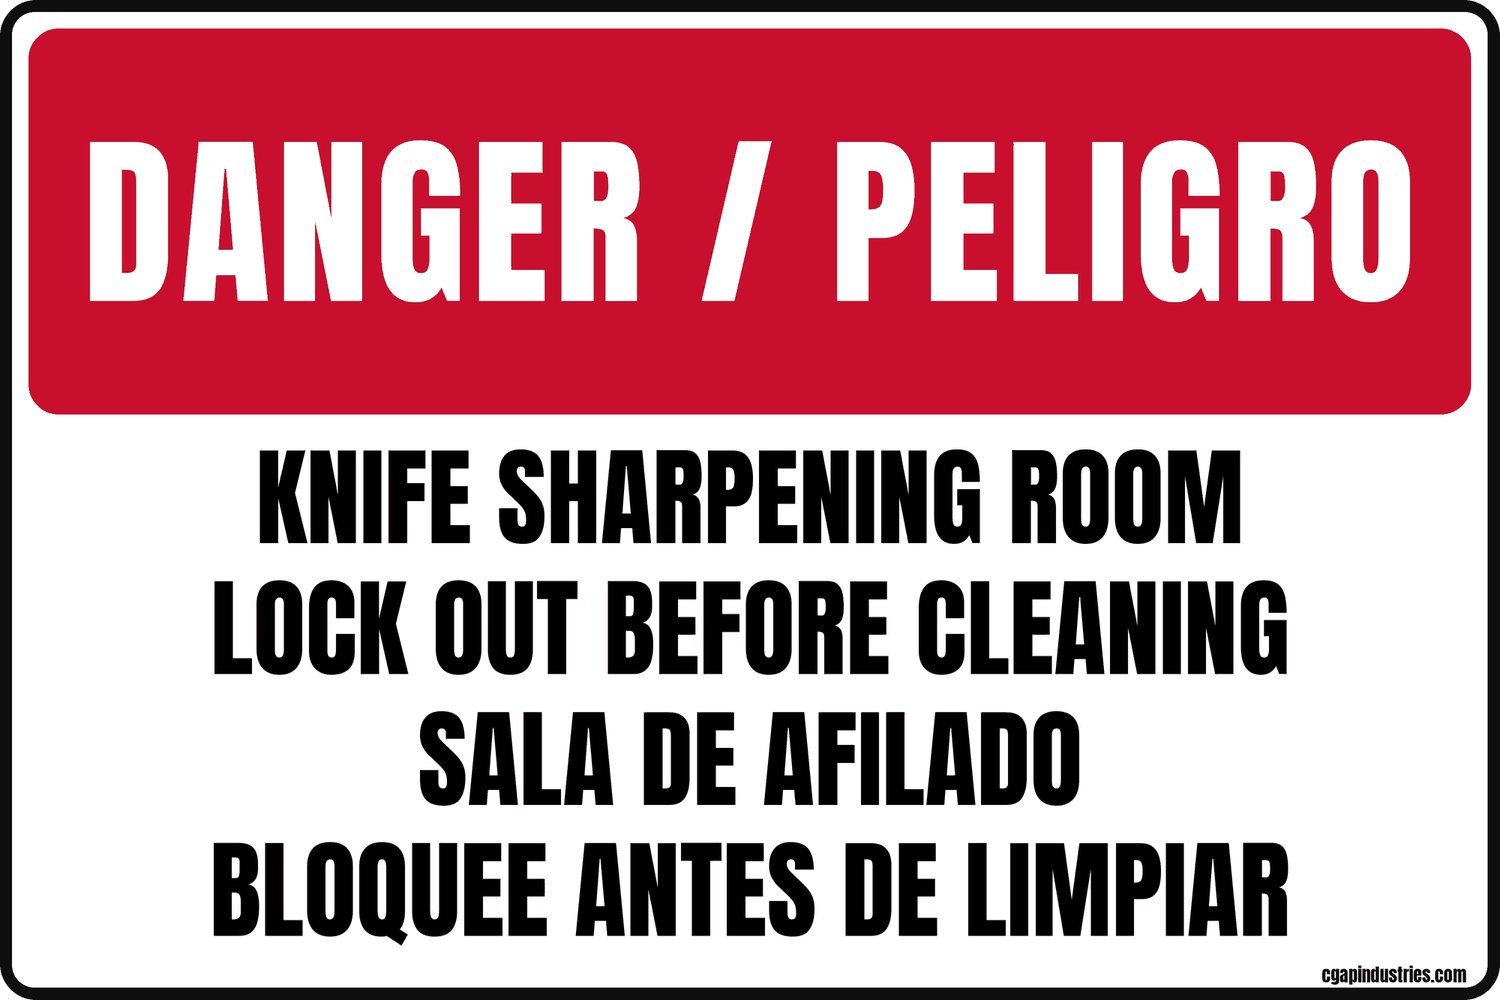 DANGER / PELIGRO
KNIFE SHARPENING ROOM
LOCK OUT BEFORE CLEANING
SALA DE AFILADO
BLOQUEE ANTES DE LIMPIAR
cgapindustries.com